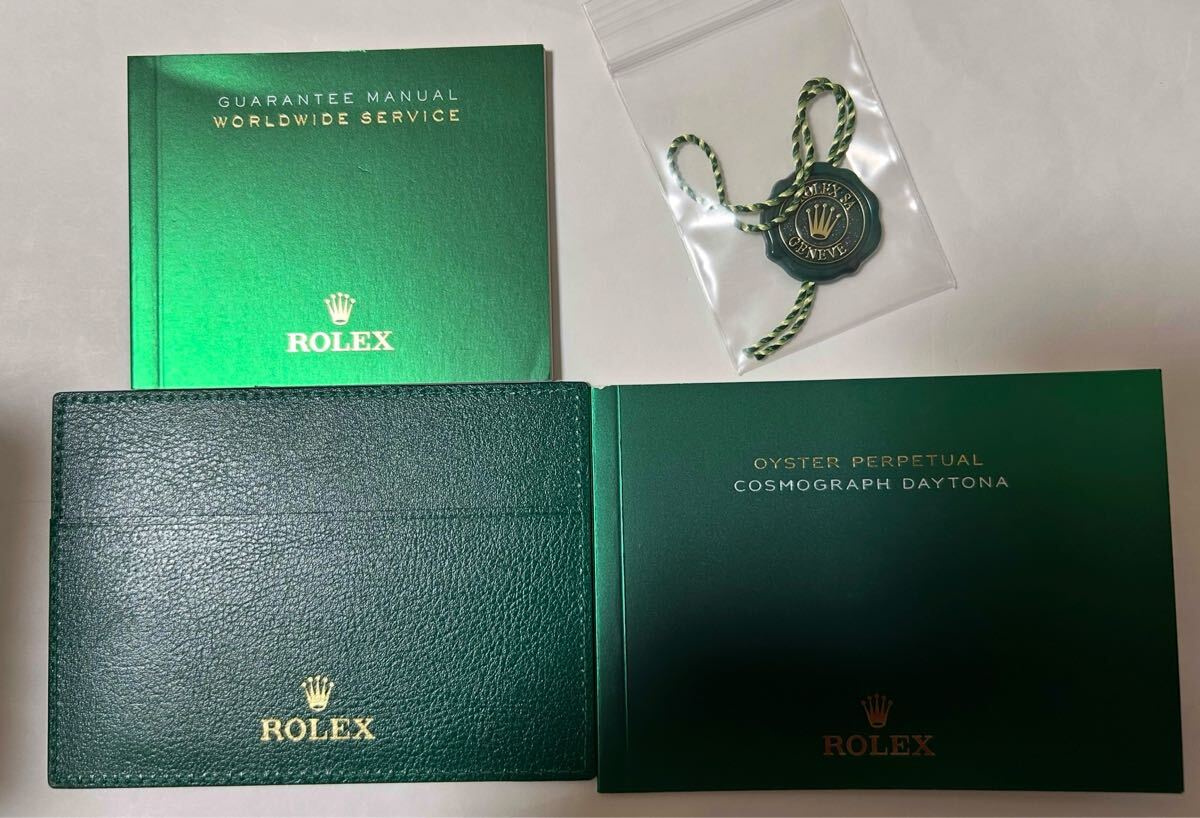 GUARANTEE MANUAL
WORLDWIDE SERVICE
ROLEX
ROLEX SA
GENEVE
ROLEX
OYSTER PERPETUAL
COSMOGRAPH DAYTONA
ROLEX